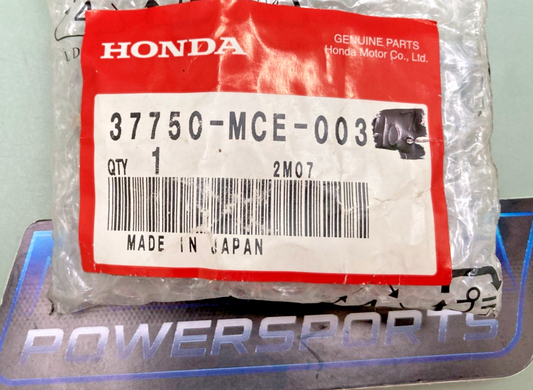 HONDA
GENUINE PARTS
Honda Motor Co., Ltd.
37750-MCE-003
QTY 1 2M07
MADE IN JAPAN
POWERSPORTS